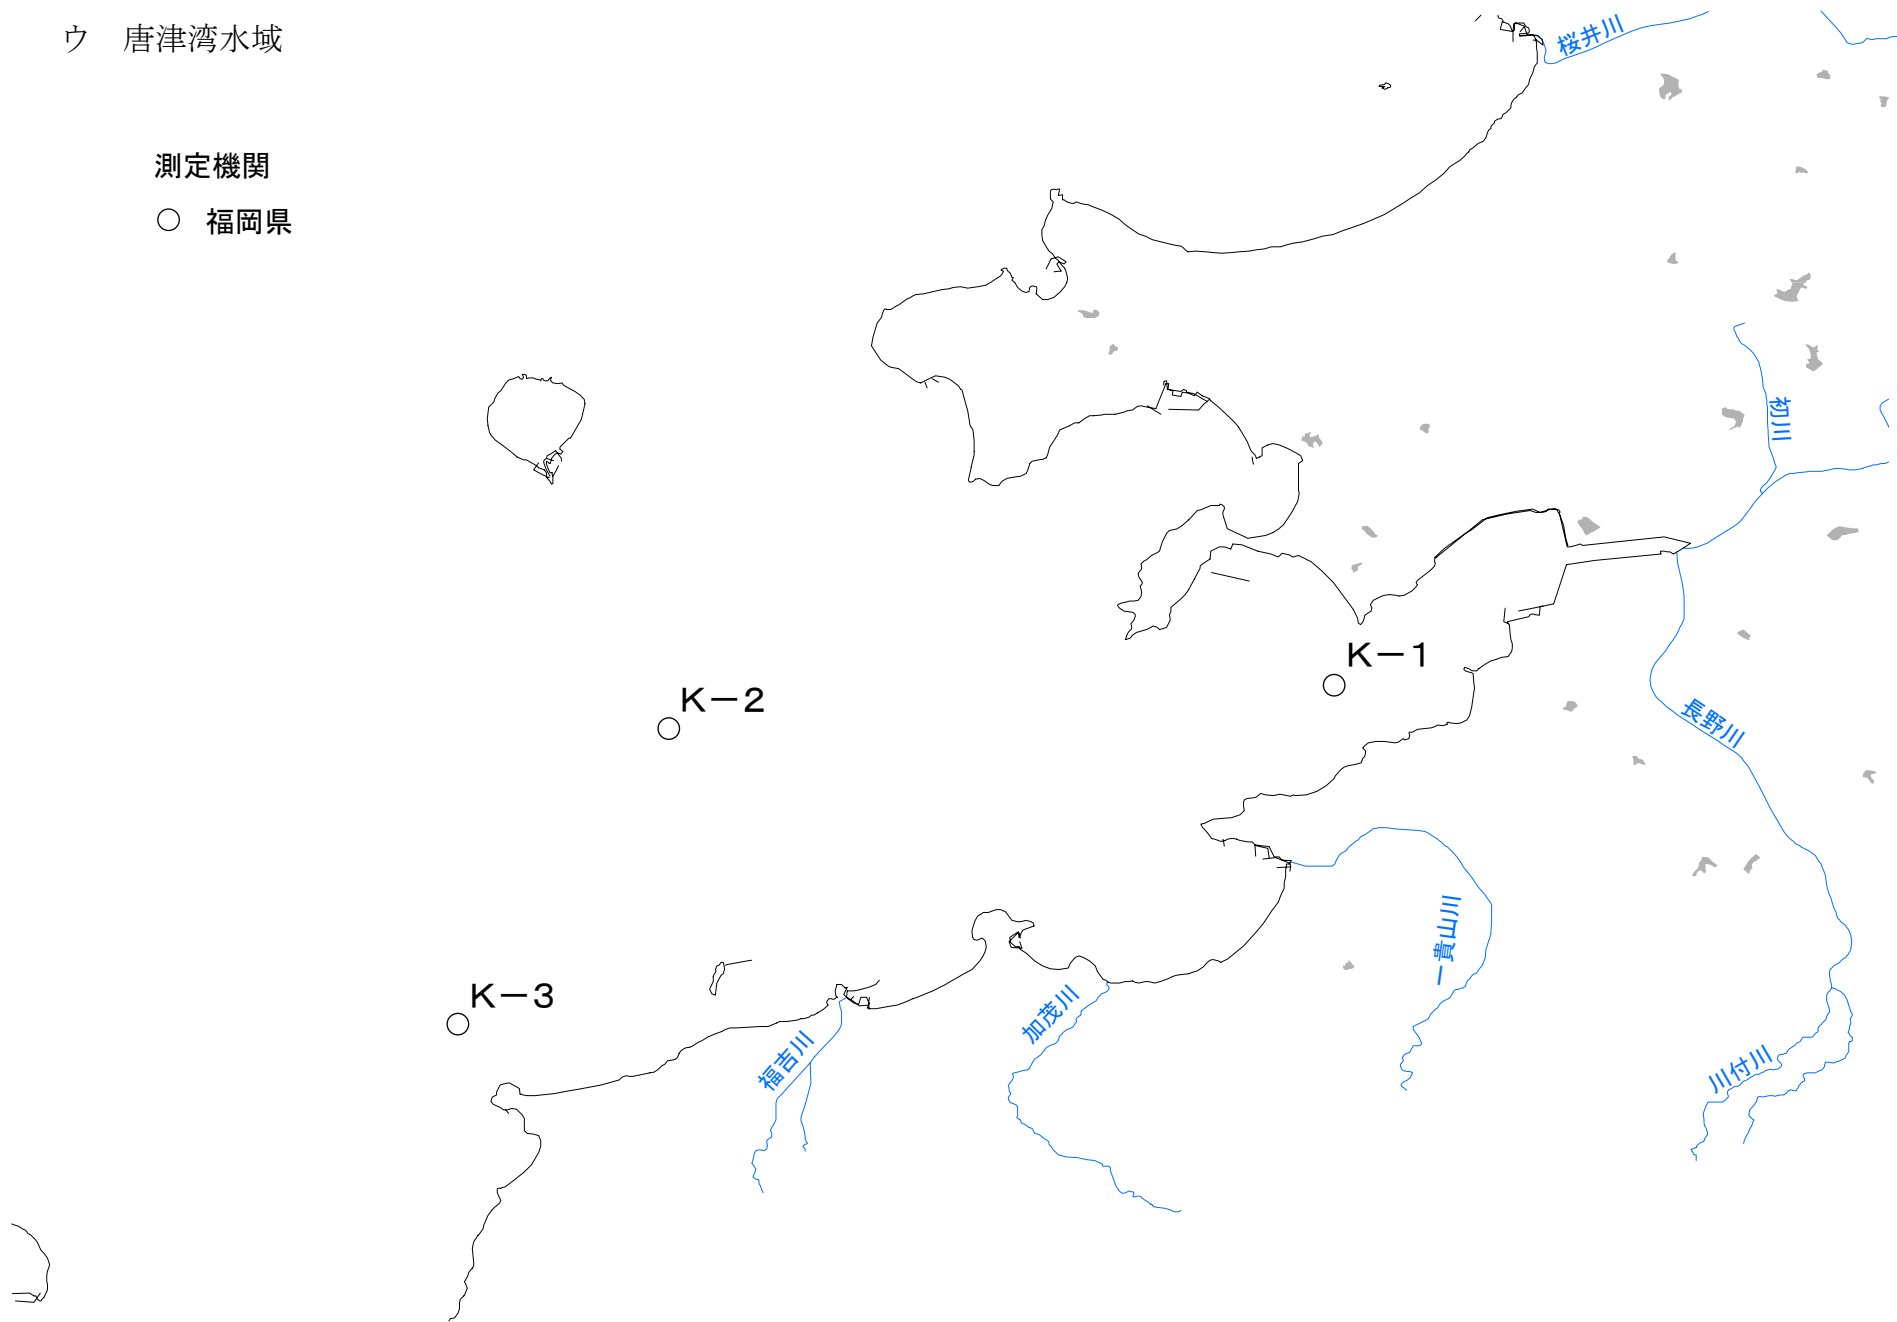 ウ 唐津湾水域
桜井川
測定機関
○ 福岡県
初川
K－1
K－2
長野川
一貴山川
K－3
加茂川
福吉川
川付川